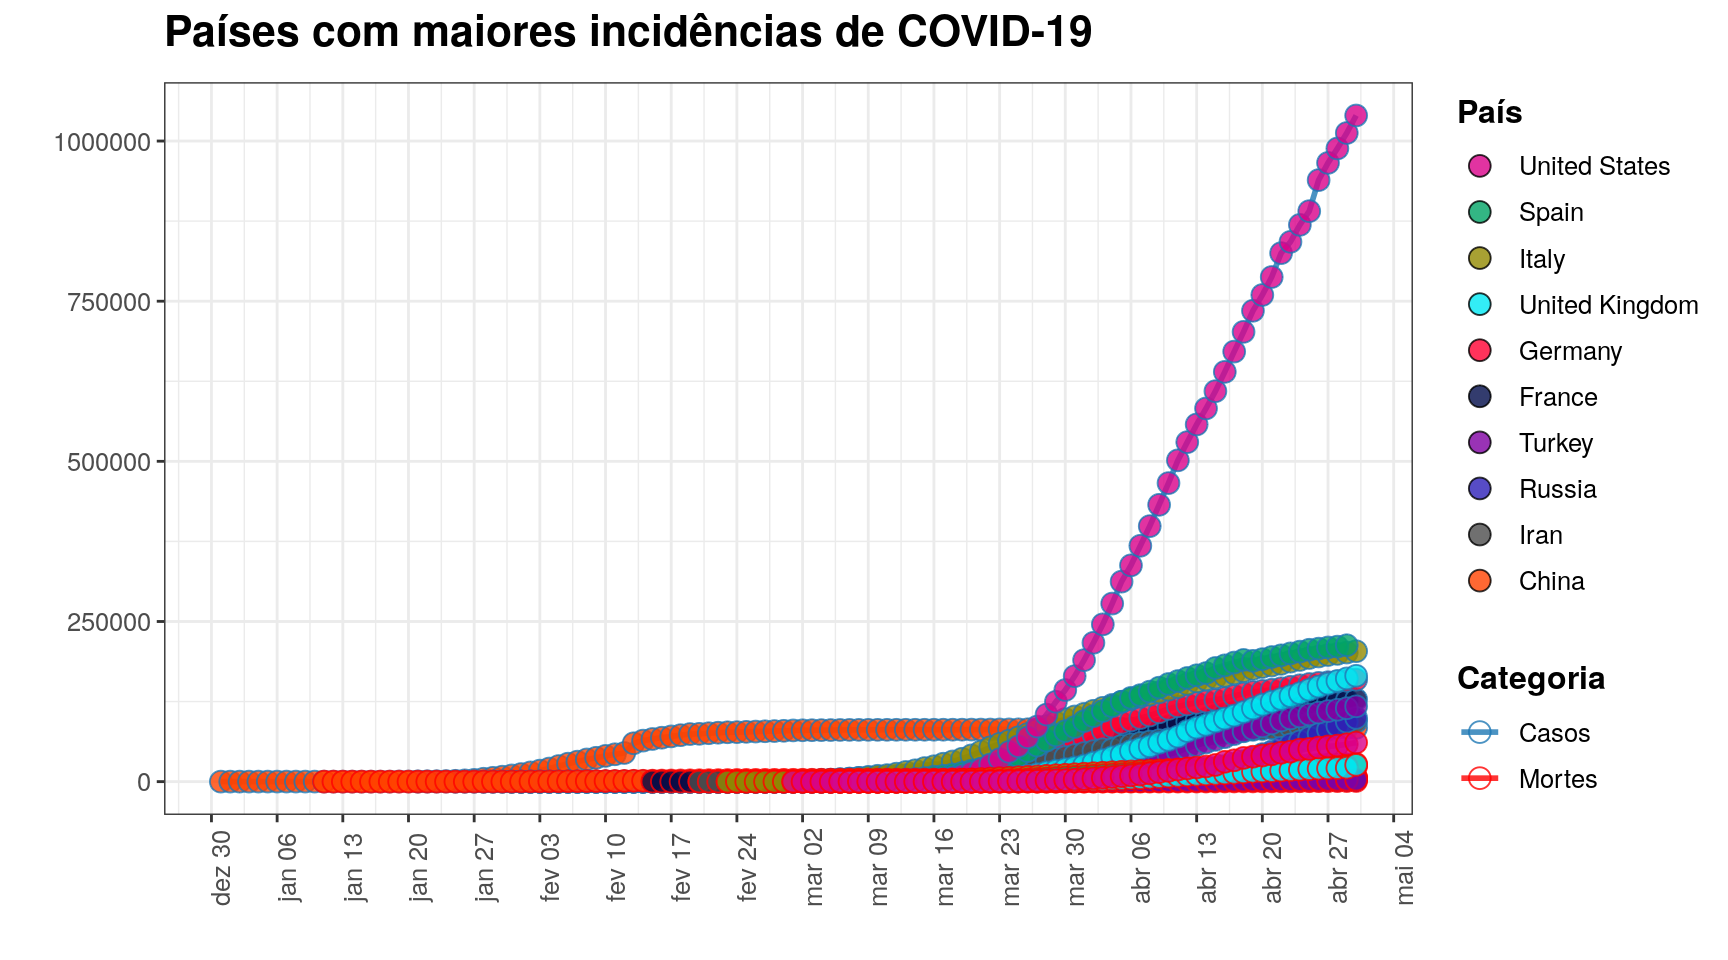 Países com maiores incidências de COVID-19
1000000
750000
500000
250000
0
dez 30
jan 06
jan 13
jan 20
jan 27
fev 03
fev 10
fev 17
fev 24
mar 02
mar 09
mar 16
mar 23
mar 30
abr 06
abr 13
abr 20
abr 27
mai 04
País
United States
Spain
Italy
United Kingdom
Germany
France
Turkey
Russia
Iran
China
Categoria
Casos
Mortes